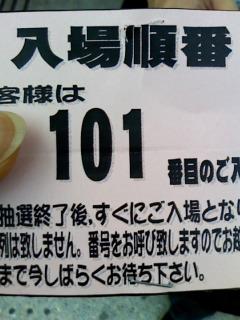 入場順番
客様は
101
番目のご入
抽選終了後、すぐにご入場とな
列は致しません。番号をお呼び致しますのでお
まで今しばらくお待ち下さい。